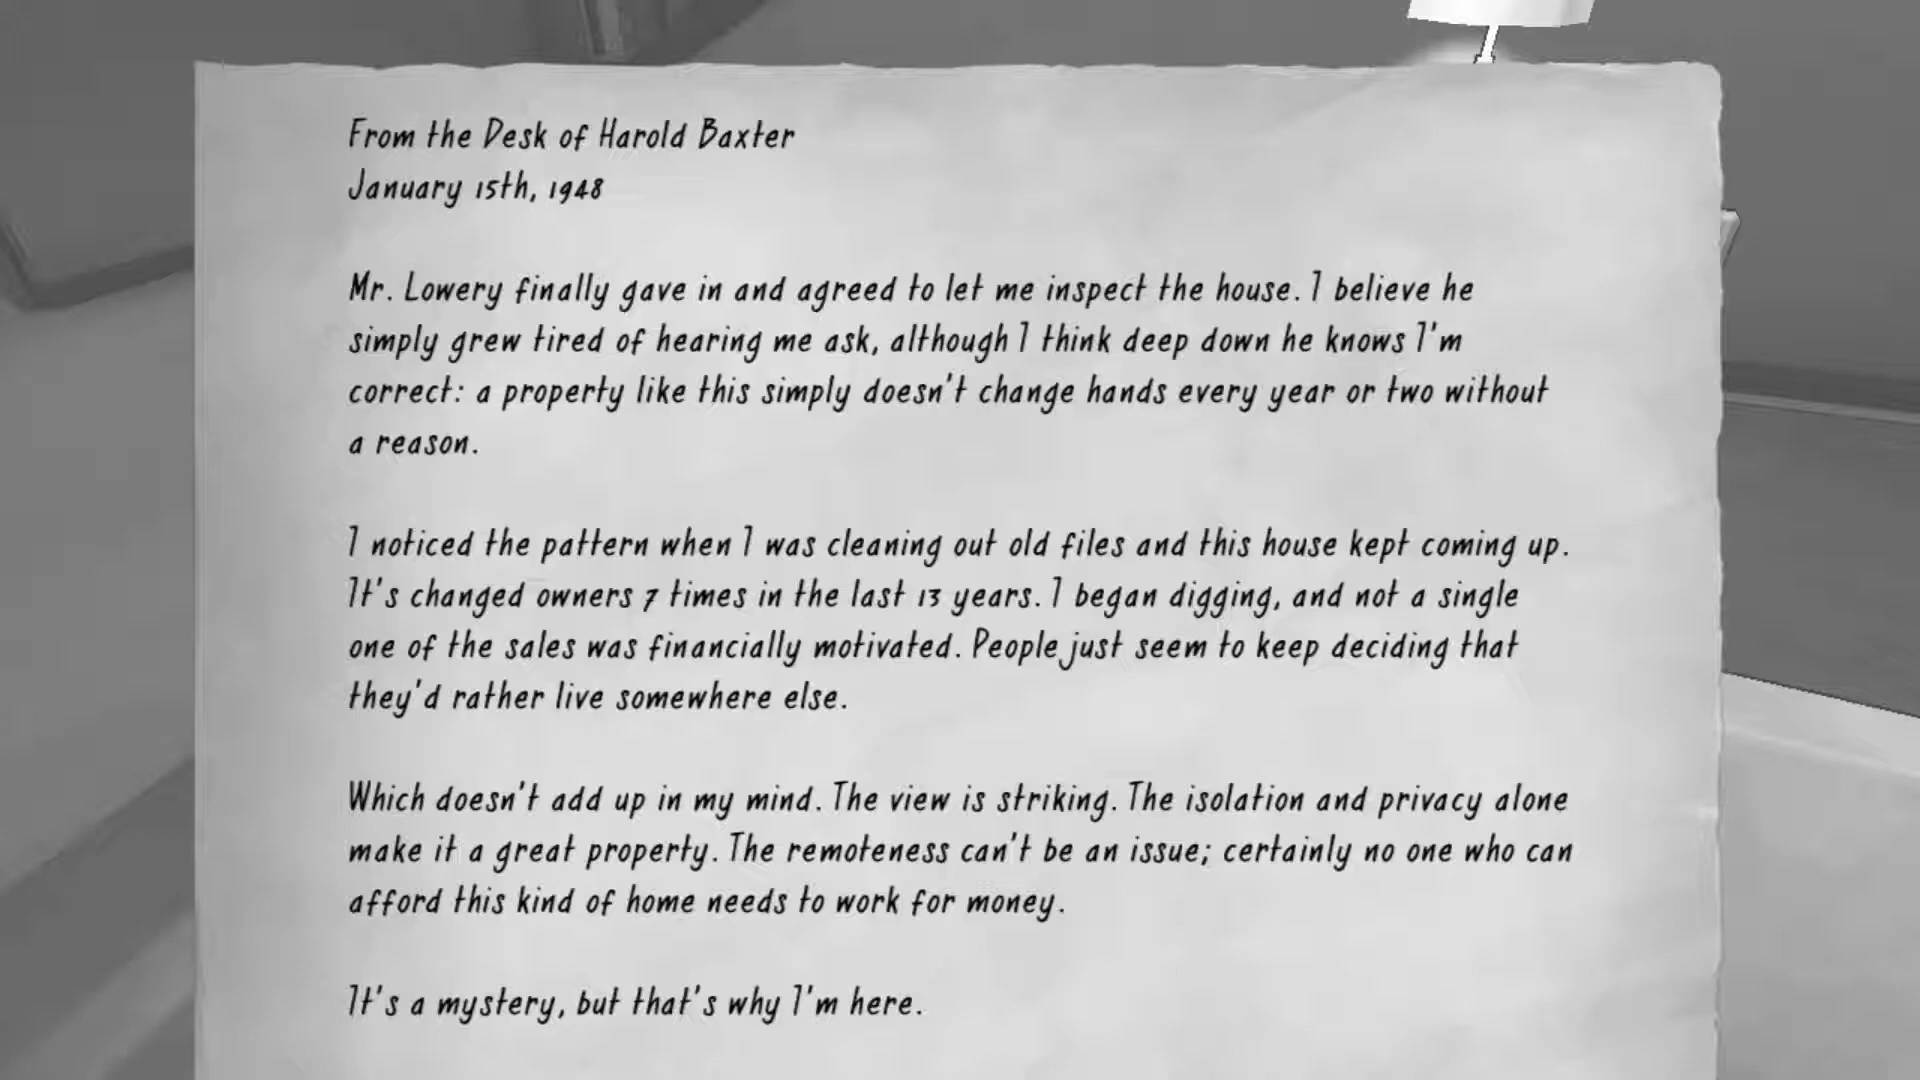 From the Desk of Harold Baxter
January 15th, 1948
Mr. Lowery finally gave in and agreed to let me inspect the house. I believe he
simply grew tired of hearing me ask, although I think deep down he knows I'm
correct: a property like this simply doesn't change hands every year or two without
a reason.
I noticed the pattern when I was cleaning out old files and this house kept coming up.
It's changed owners 7 times in the last 13 years. I began digging, and not a single
one of the sales was financially motivated. People just seem to keep deciding that
they'd rather live somewhere else.
Which doesn't add up in my mind. The view is striking. The isolation and privacy alone
make it a great property. The remoteness can't be an issue; certainly no one who can
afford this kind of home needs to work for money.
It's a mystery, but that's why I'm here.